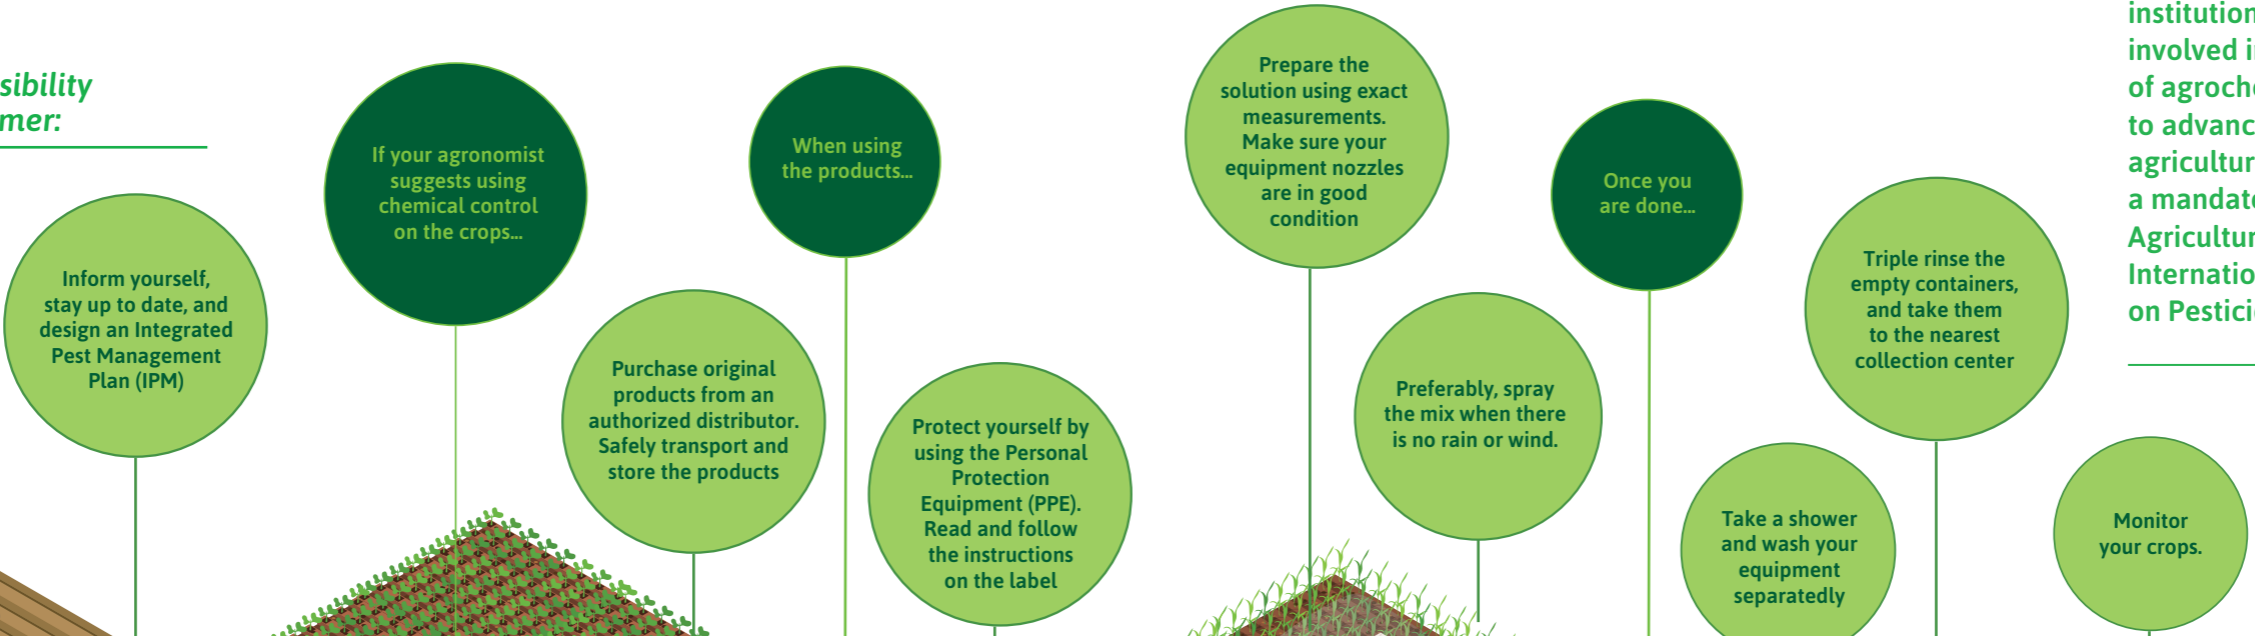 sibility
mer:
Inform yourself,
stay up to date, and
design an Integrated
Pest Management
Plan (IPM)
If your agronomist
suggests using
chemical control
on the crops...
Purchase original
products from an
authorized distributor.
Safely transport and
store the products
When using
the products...
Protect yourself by
using the Personal
Protection
Equipment (PPE).
Read and follow
the instructions
on the label
Prepare the
solution using exact
measurements.
Make sure your
equipment nozzles
are in good
condition
Preferably, spray
the mix when there
is no rain or wind.
Once you
are done...
Take a shower
and wash your
equipment
separatedly
Triple rinse the
empty containers,
and take them
to the nearest
collection center
Monitor
your crops.
institution
involved i
of agroch
to advanc
agricultur
a mandat
Agricultur
Internatio
on Pestici